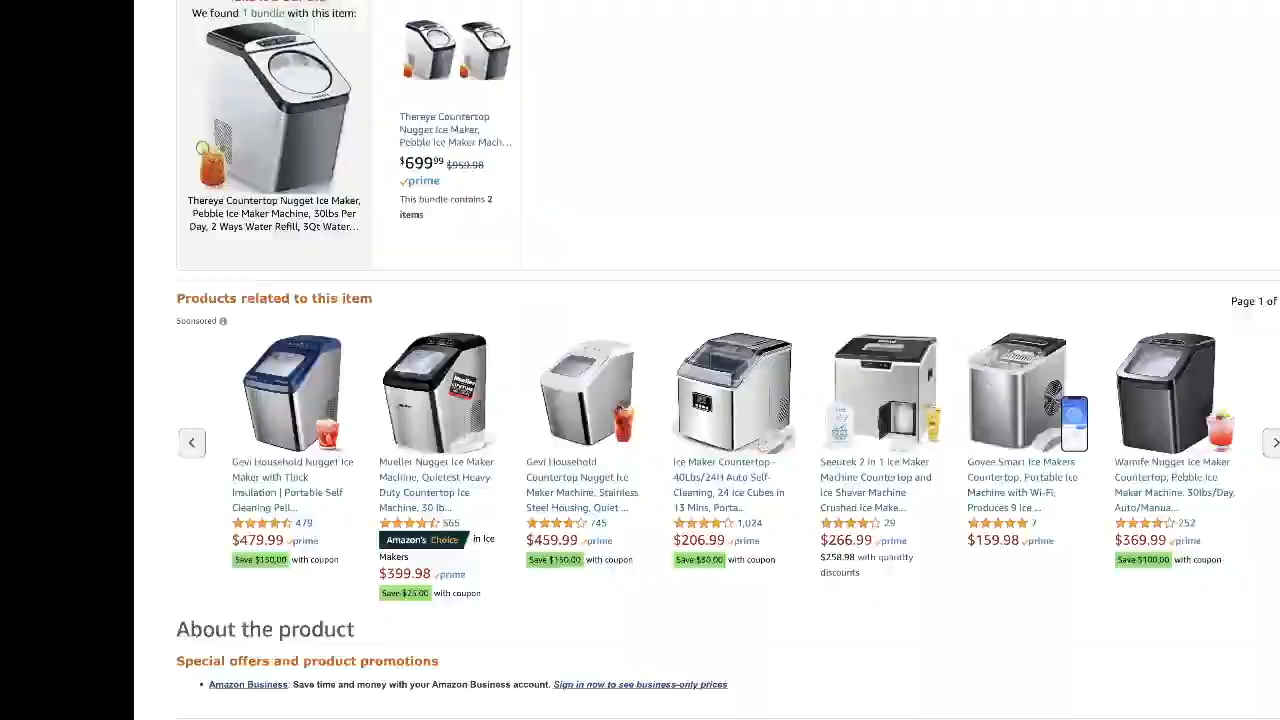 We found 1 bundle with this item:
Thereye Countertop Nugget Ice Maker,
Pebble Ice Maker Machine, 30lbs Per
Day, 2 Ways Water Refill, 3Qt Water...
Thereye Countertop
Nugget Ice Maker,
Pebble Ice Maker Mach...
$699.99 $959.98
prime
This bundle contains 2
items
Products related to this item
Page 1 of
Sponsored
Gevi Household Nugget Ice
Maker with Thick
Insulation | Portable Self
Cleaning Pell...
479
$479.99 prime
Save $150.00 with coupon
Mueller
Mueller Nugget Ice Maker
Machine, Quietest Heavy-
Duty Countertop Ice
Machine, 30 lb...
565
Amazon's Choice in Ice
Makers
$399.98 prime
Save $25.00 with coupon
Gevi Household
Countertop Nugget Ice
Maker Machine, Stainless
Steel Housing, Quiet ...
745
$459.99 prime
Save $150.00 with coupon
Ice Maker Countertop -
40Lbs/24H Auto Self-
Cleaning, 24 Ice Cubes in
13 Mins, Porta...
1,024
$206.99 prime
Save $30.00 with coupon
2 in 1 Ice Maker
Machine Countertop and
Ice Shaver Machine
Crushed Ice Make...
29
$266.99 prime
$258.98 with quantity
discounts
Govee Smart Ice Makers
Countertop, Portable Ice
Machine with Wi-Fi,
Produces 9 Ice ...
7
$159.98 prime
Nugget Ice Maker
Countertop, Pebble Ice
Maker Machine, 30lbs/Day,
Auto/Manua...
252
$369.99 prime
Save $100.00 with coupon
About the product
Special offers and product promotions
• Amazon Business: Save time and money with your Amazon Business account. Sign in now to see business-only prices